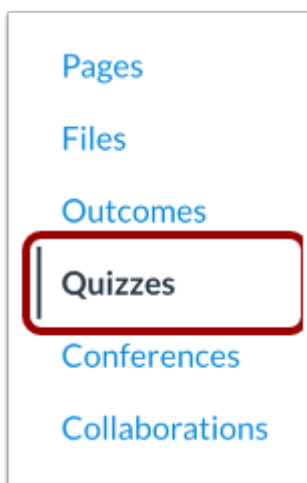 Pages
Files
Outcomes
Quizzes
Conferences
Collaborations